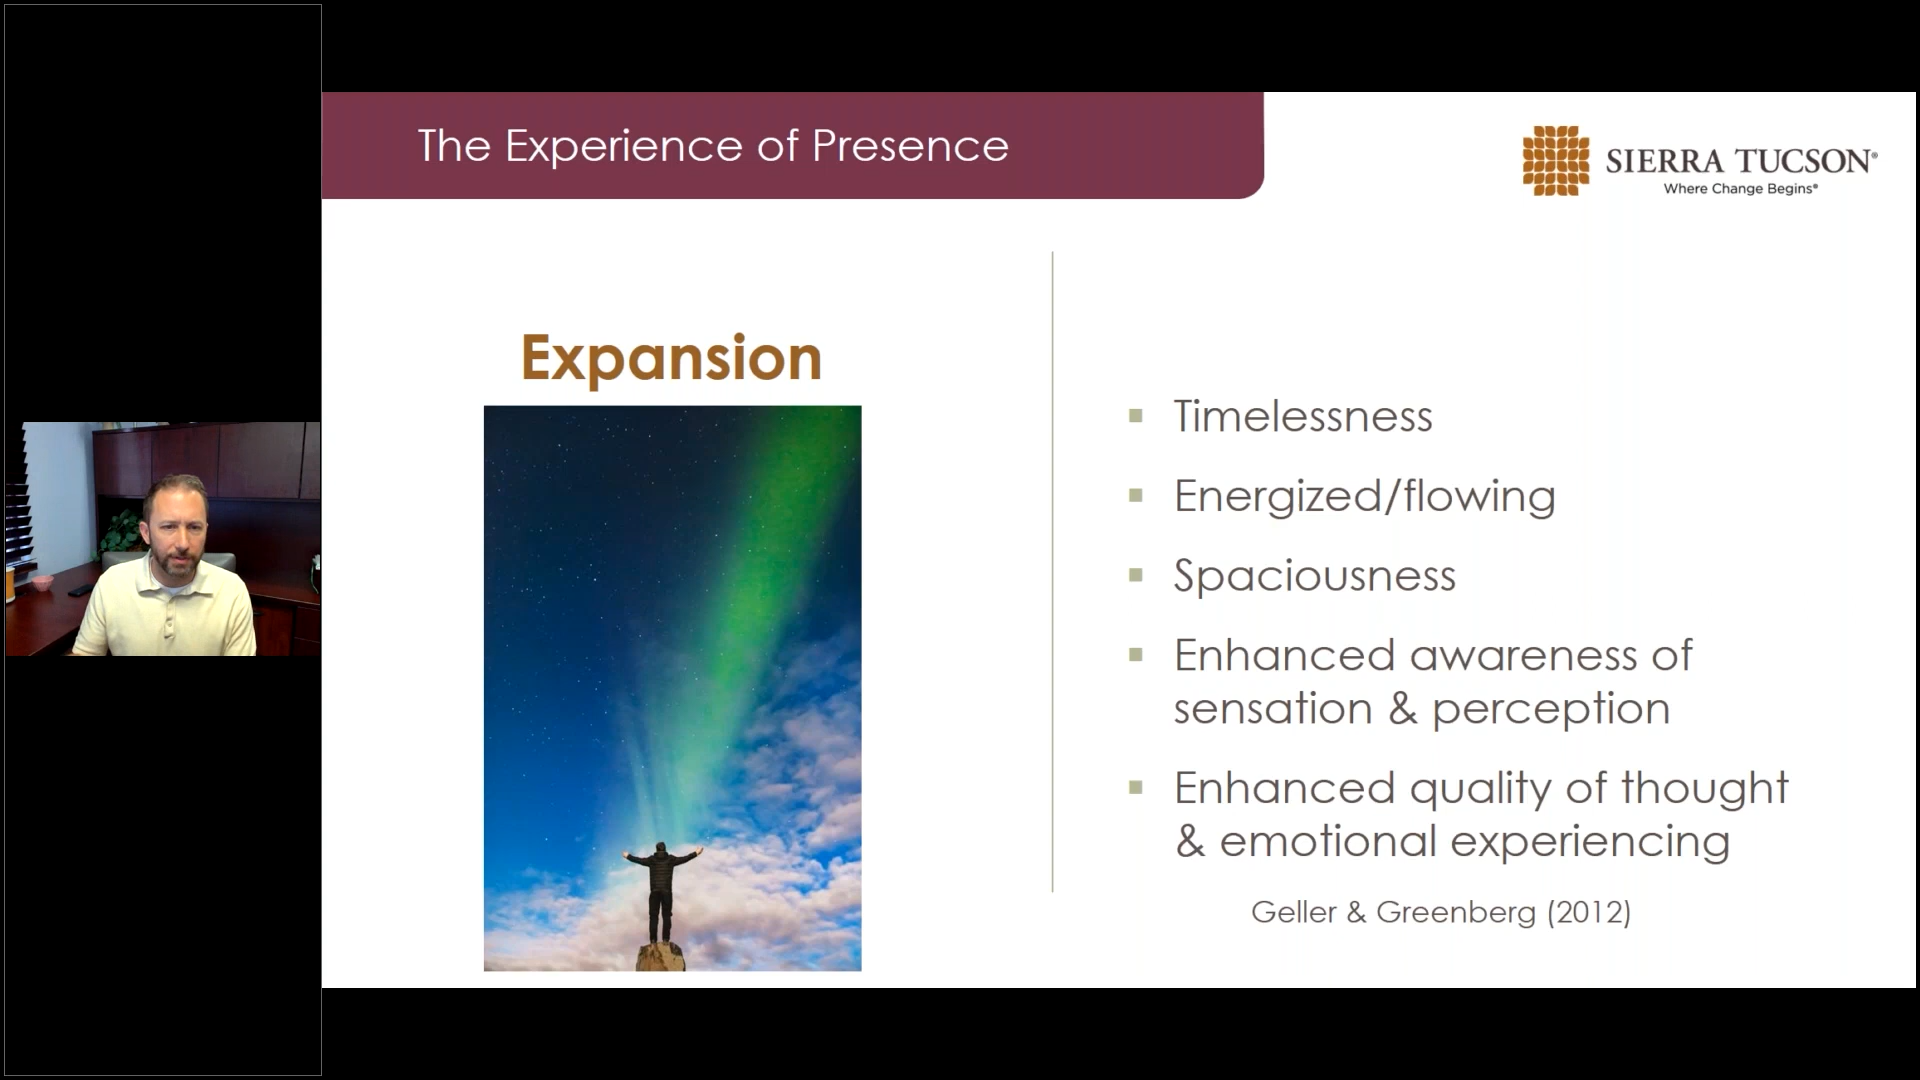 The Experience of Presence
SIERRA TUCSON®
Where Change Begins®
Expansion
▪ Timelessness
▪ Energized/flowing
▪ Spaciousness
▪ Enhanced awareness of
sensation & perception
▪ Enhanced quality of thought
& emotional experiencing
Geller & Greenberg (2012)